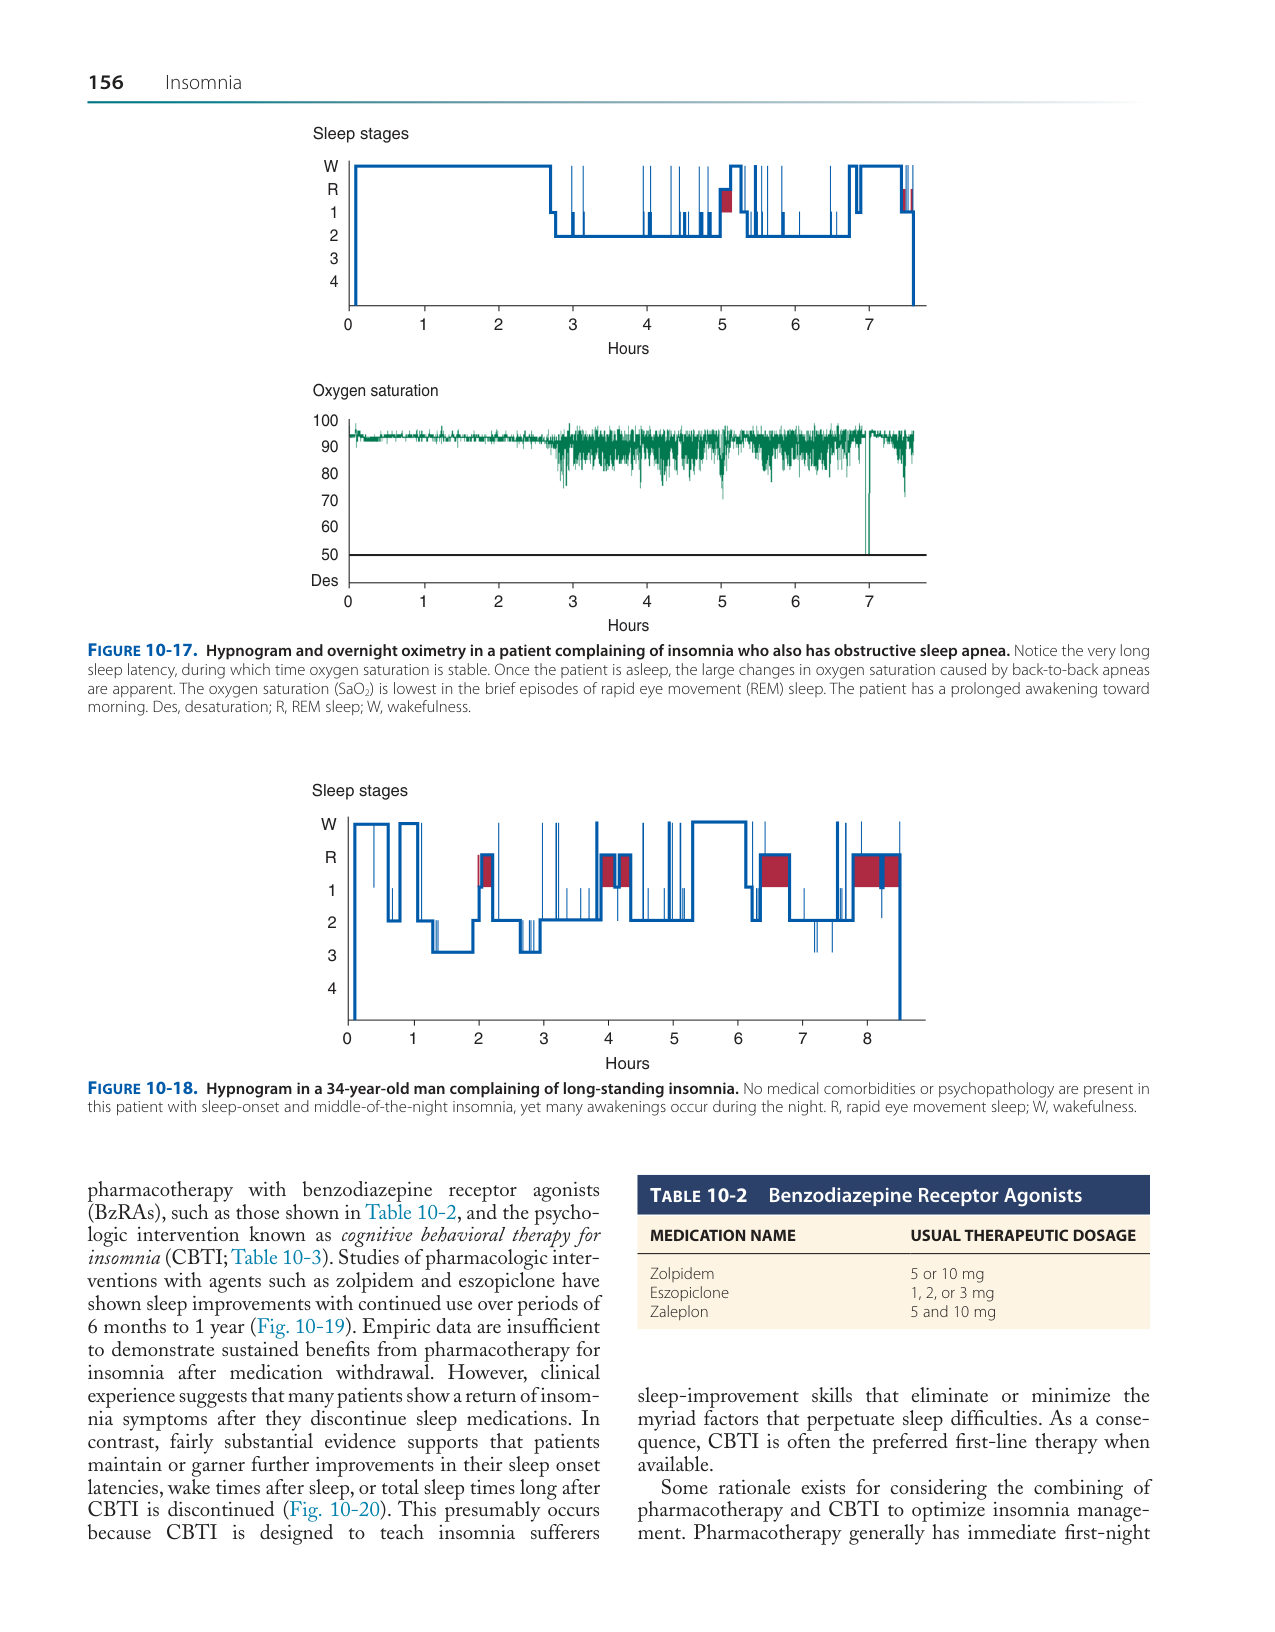 156 Insomnia
Sleep stages
W
R
1
2
3
4
0 1 2 3 4 5 6 7
Hours
Oxygen saturation
100
90
80
70
60
50
Des
0 1 2 3 4 5 6 7
Hours
FIGURE 10-17. Hypnogram and overnight oximetry in a patient complaining of insomnia who also has obstructive sleep apnea. Notice the very long
sleep latency, during which time oxygen saturation is stable. Once the patient is asleep, the large changes in oxygen saturation caused by back-to-back apneas
are apparent. The oxygen saturation (SaO₂) is lowest in the brief episodes of rapid eye movement (REM) sleep. The patient has a prolonged awakening toward
morning. Des, desaturation; R, REM sleep; W, wakefulness.
Sleep stages
W
R
1
2
3
4
0 1 2 3 4 5 6 7 8
Hours
FIGURE 10-18. Hypnogram in a 34-year-old man complaining of long-standing insomnia. No medical comorbidities or psychopathology are present in
this patient with sleep-onset and middle-of-the-night insomnia, yet many awakenings occur during the night. R, rapid eye movement sleep; W, wakefulness.
pharmacotherapy with benzodiazepine receptor agonists
(BzRAs), such as those shown in Table 10-2, and the psycho-
logic intervention known as cognitive behavioral therapy for
insomnia (CBTI; Table 10-3). Studies of pharmacologic inter-
ventions with agents such as zolpidem and eszopiclone have
shown sleep improvements with continued use over periods of
6 months to 1 year (Fig. 10-19). Empiric data are insufficient
to demonstrate sustained benefits from pharmacotherapy for
insomnia after medication withdrawal. However, clinical
experience suggests that many patients show a return of insom-
nia symptoms after they discontinue sleep medications. In
contrast, fairly substantial evidence supports that patients
maintain or garner further improvements in their sleep onset
latencies, wake times after sleep, or total sleep times long after
CBTI is discontinued (Fig. 10-20). This presumably occurs
because CBTI is designed to teach insomnia sufferers
TABLE 10-2 Benzodiazepine Receptor Agonists
MEDICATION NAME USUAL THERAPEUTIC DOSAGE
Zolpidem 5 or 10 mg
Eszopiclone 1, 2, or 3 mg
Zaleplon 5 and 10 mg
sleep-improvement skills that eliminate or minimize the
myriad factors that perpetuate sleep difficulties. As a conse-
quence, CBTI is often the preferred first-line therapy when
available.
Some rationale exists for considering the combining of
pharmacotherapy and CBTI to optimize insomnia manage-
ment. Pharmacotherapy generally has immediate first-night